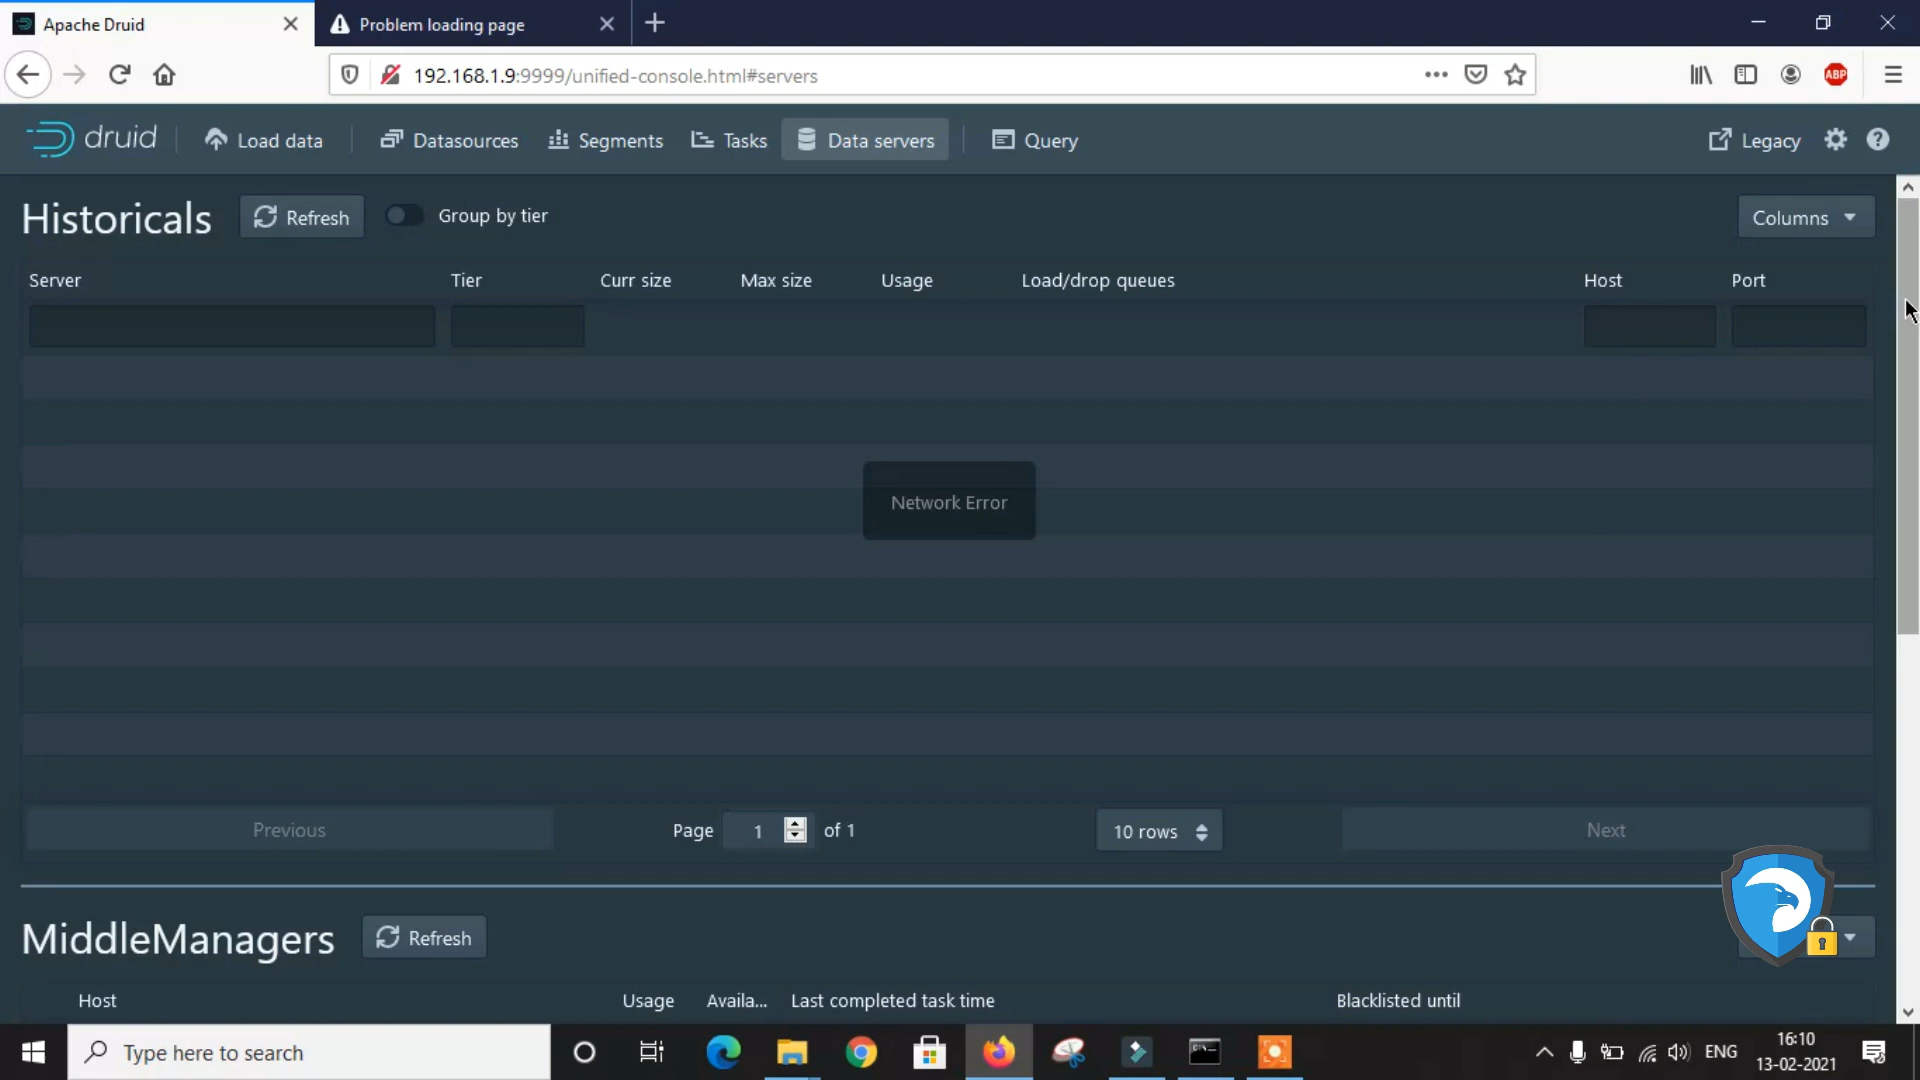 Apache Druid
Problem loading page
192.168.1.9:9999/unified-console.html#servers
ABP
druid
Load data
Datasources
Segments
Tasks
Data servers
Query
Legacy
Historicals
Refresh
Group by tier
Columns
Server
Tier
Curr size
Max size
Usage
Load/drop queues
Host
Port
Network Error
Previous
Page
1
of 1
10 rows
Next
MiddleManagers
Refresh
Host
Usage
Availa...
Last completed task time
Blacklisted until
Type here to search
ENG
16:10
13-02-2021